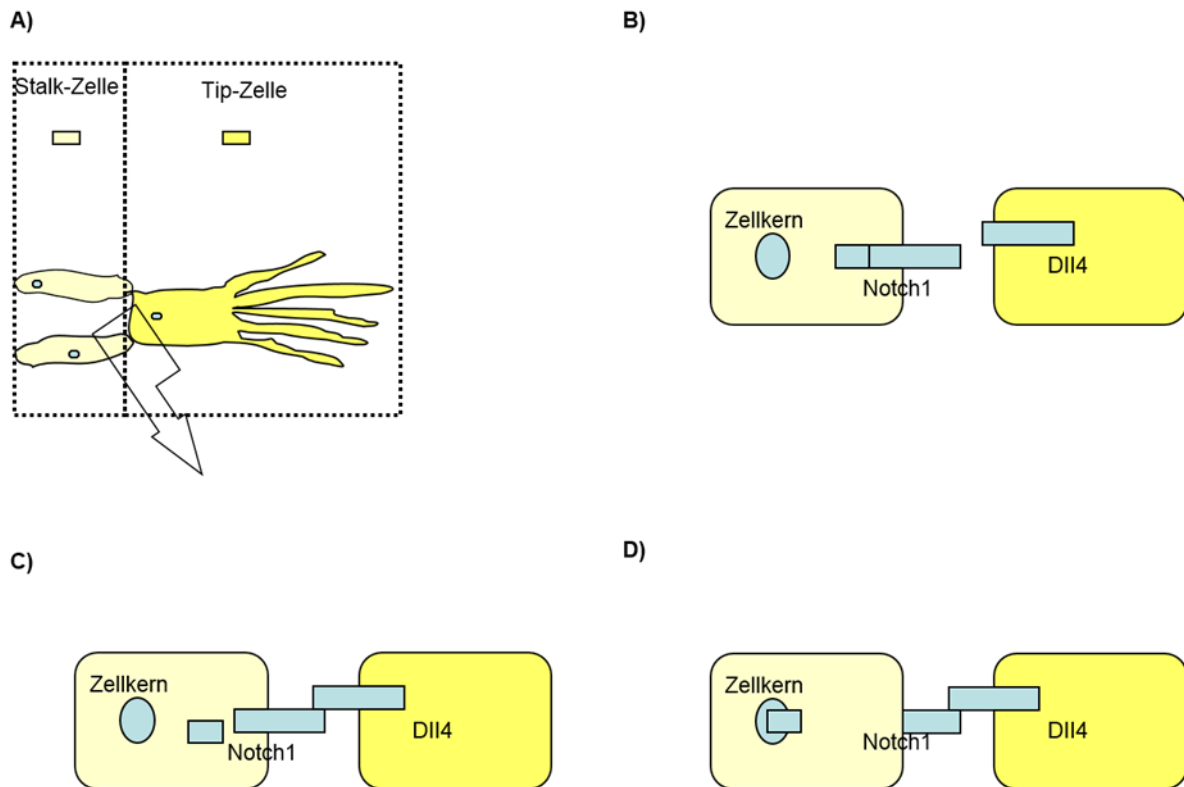 A)
Stalk-Zelle
Tip-Zelle
B)
Zellkern
Notch1
Dll4
C)
Zellkern
Notch1
Dll4
D)
Zellkern
Notch1
Dll4